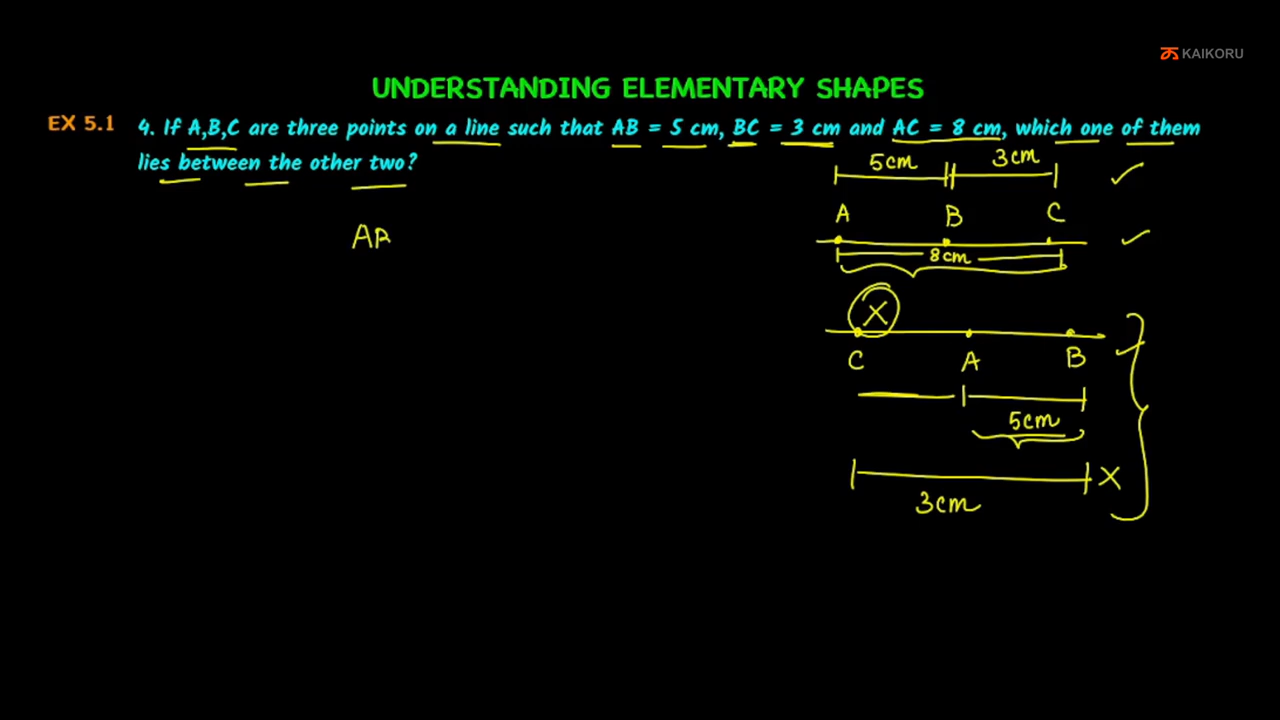 KAIKORU
UNDERSTANDING ELEMENTARY SHAPES
EX 5.1 4. If A,B,C are three points on a line such that AB = 5 cm, BC = 3 cm and AC = 8 cm, which one of them
lies between the other two?
5cm 3cm
A B C
AB
8cm
X
C A B
5cm
X
3cm